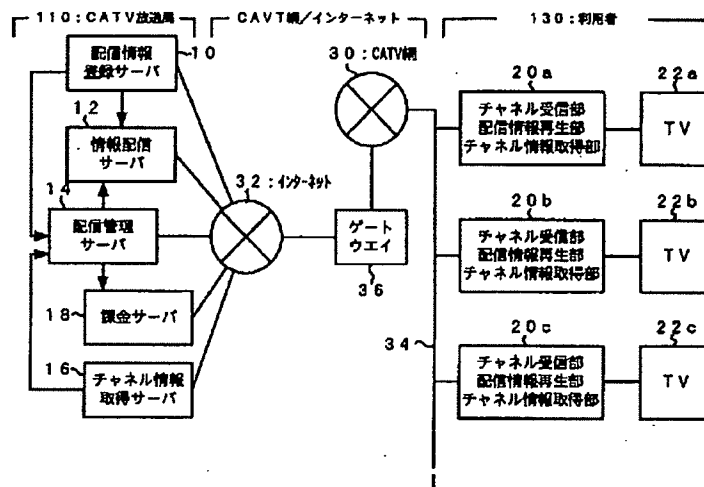 110：CATV放送局
CAVT網／インターネット
130：利用者
配信情報
登録サーバ
10
30：CATV網
12
情報配信
サーバ
14
配信管理
サーバ
32：インターネット
ゲート
ウエイ
36
18
課金サーバ
16
チャネル情報
取得サーバ
34
20a
チャネル受信部
配信情報再生部
チャネル情報取得部
22a
TV
20b
チャネル受信部
配信情報再生部
チャネル情報取得部
22b
TV
20c
チャネル受信部
配信情報再生部
チャネル情報取得部
22c
TV